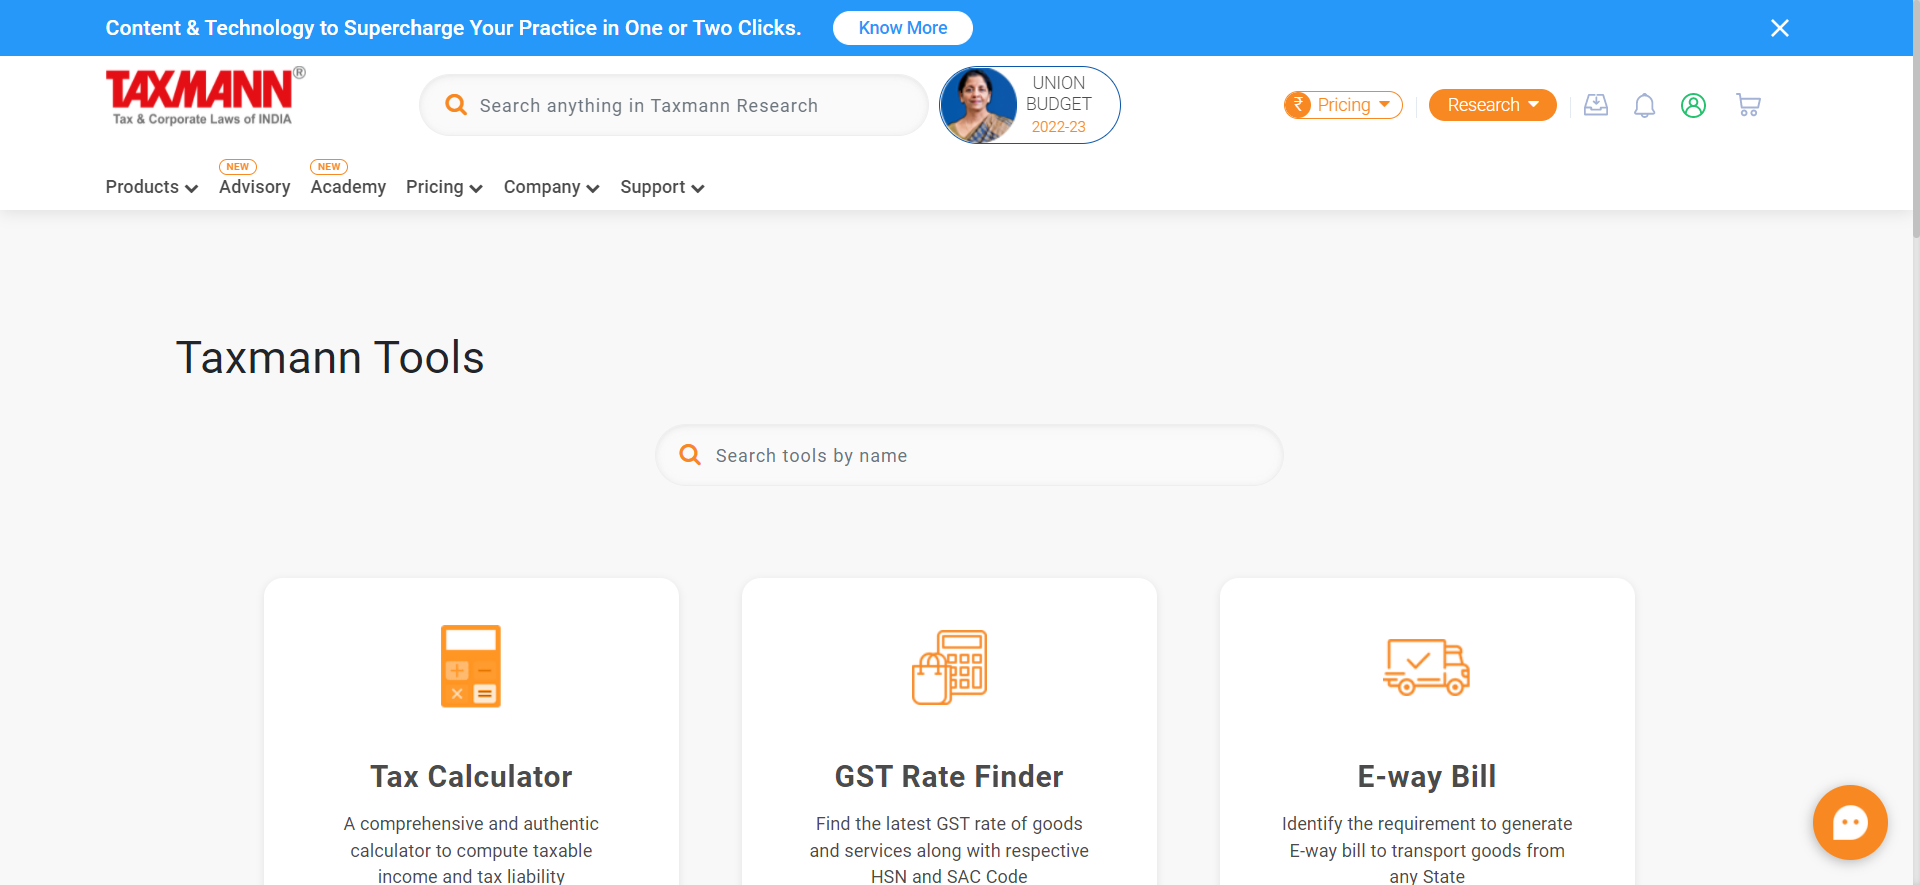 Content & Technology to Supercharge Your Practice in One or Two Clicks.
Know More
TAXMANN®
Tax & Corporate Laws of INDIA
Search anything in Taxmann Research
UNION
BUDGET
2022-23
₹ Pricing
Research
Products
NEW
Advisory
NEW
Academy
Pricing
Company
Support
Taxmann Tools
Search tools by name
Tax Calculator
A comprehensive and authentic
calculator to compute taxable
income and tax liability
GST Rate Finder
Find the latest GST rate of goods
and services along with respective
HSN and SAC Code
E-way Bill
Identify the requirement to generate
E-way bill to transport goods from
any State